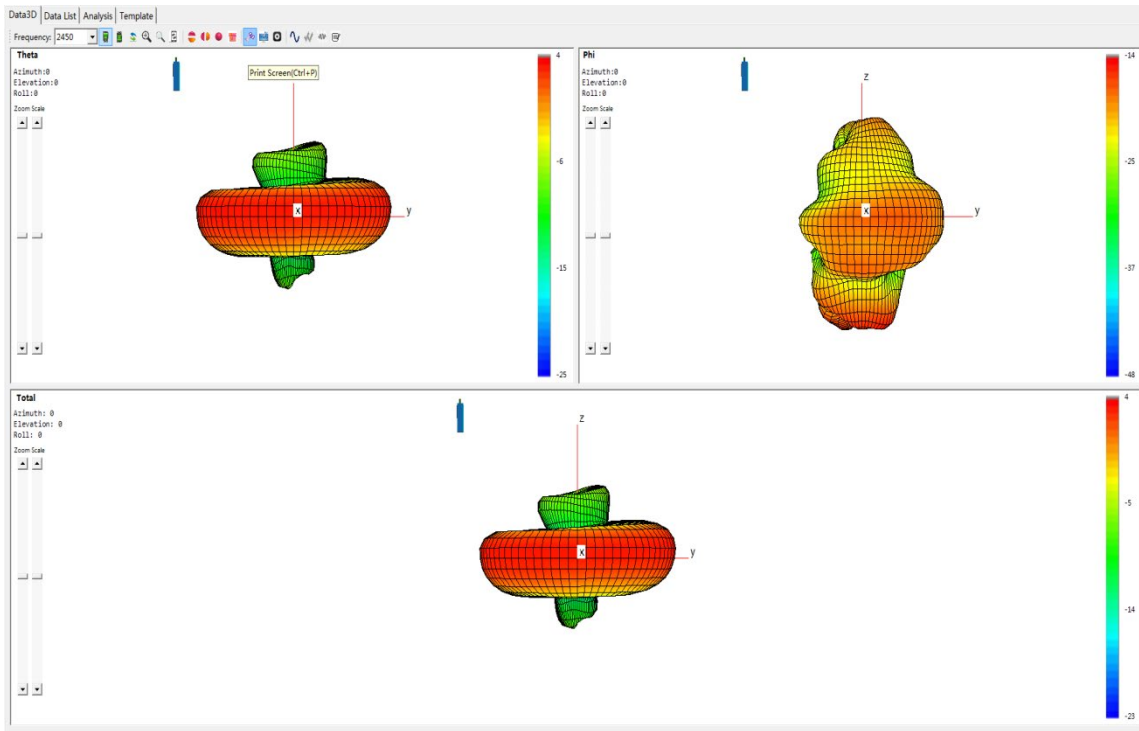 Data3D Data List Analysis Template
Frequency: 2450
Theta
Azimuth:0
Elevation:0
Roll:0
Zoom Scale
Print Screen(Ctrl+P)
x
y
4
-6
-15
-25
Phi
Azimuth:0
Elevation:0
Roll:0
Zoom Scale
z
x
y
-14
-25
-37
-48
Total
Azimuth: 0
Elevation: 0
Roll: 0
Zoom Scale
z
x
y
4
-5
-14
-23